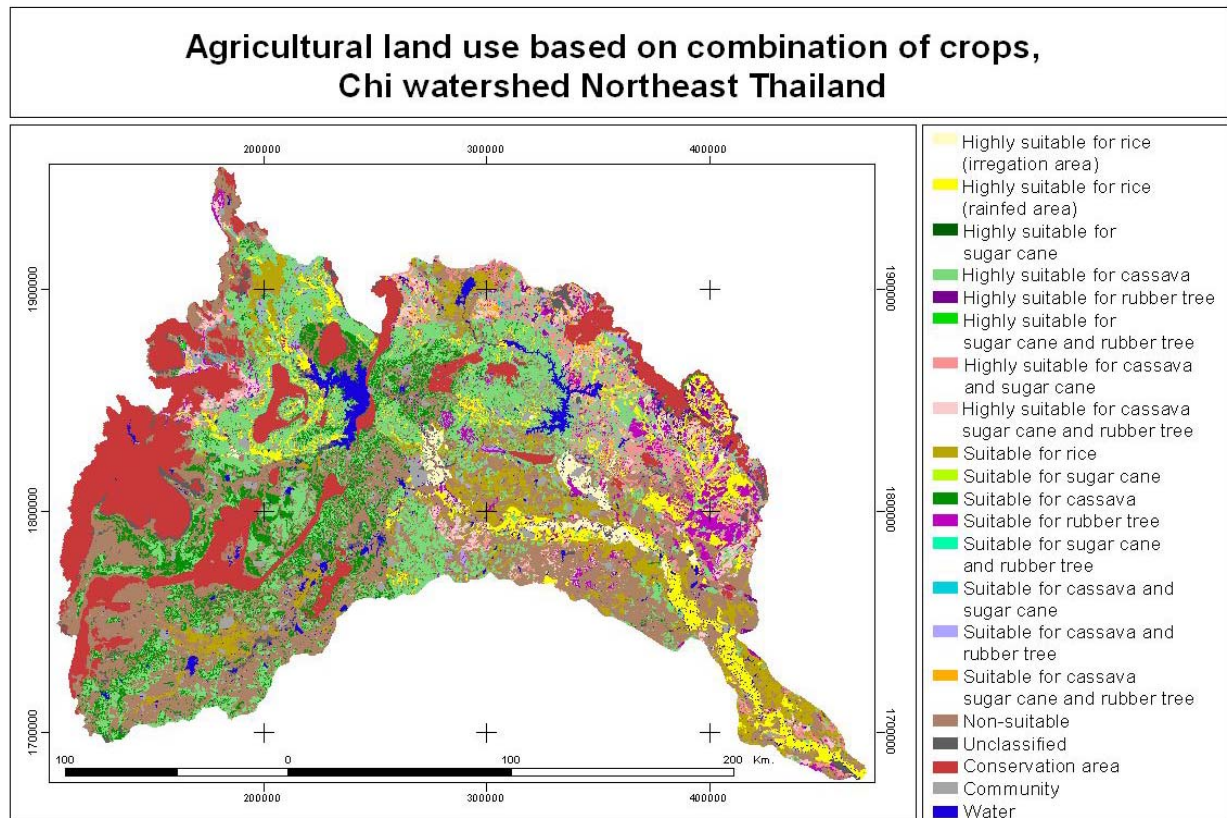 Agricultural land use based on combination of crops,
Chi watershed Northeast Thailand
200000 300000 400000
1900000 1900000
1800000 1800000
1700000 1700000
100 0 100 200 Km.
200000 300000 400000
Highly suitable for rice
(irregation area)
Highly suitable for rice
(rainfed area)
Highly suitable for
sugar cane
Highly suitable for cassava
Highly suitable for rubber tree
Highly suitable for
sugar cane and rubber tree
Highly suitable for cassava
and sugar cane
Highly suitable for cassava
sugar cane and rubber tree
Suitable for rice
Suitable for sugar cane
Suitable for cassava
Suitable for rubber tree
Suitable for sugar cane
and rubber tree
Suitable for cassava and
sugar cane
Suitable for cassava and
rubber tree
Suitable for cassava
sugar cane and rubber tree
Non-suitable
Unclassified
Conservation area
Community
Water